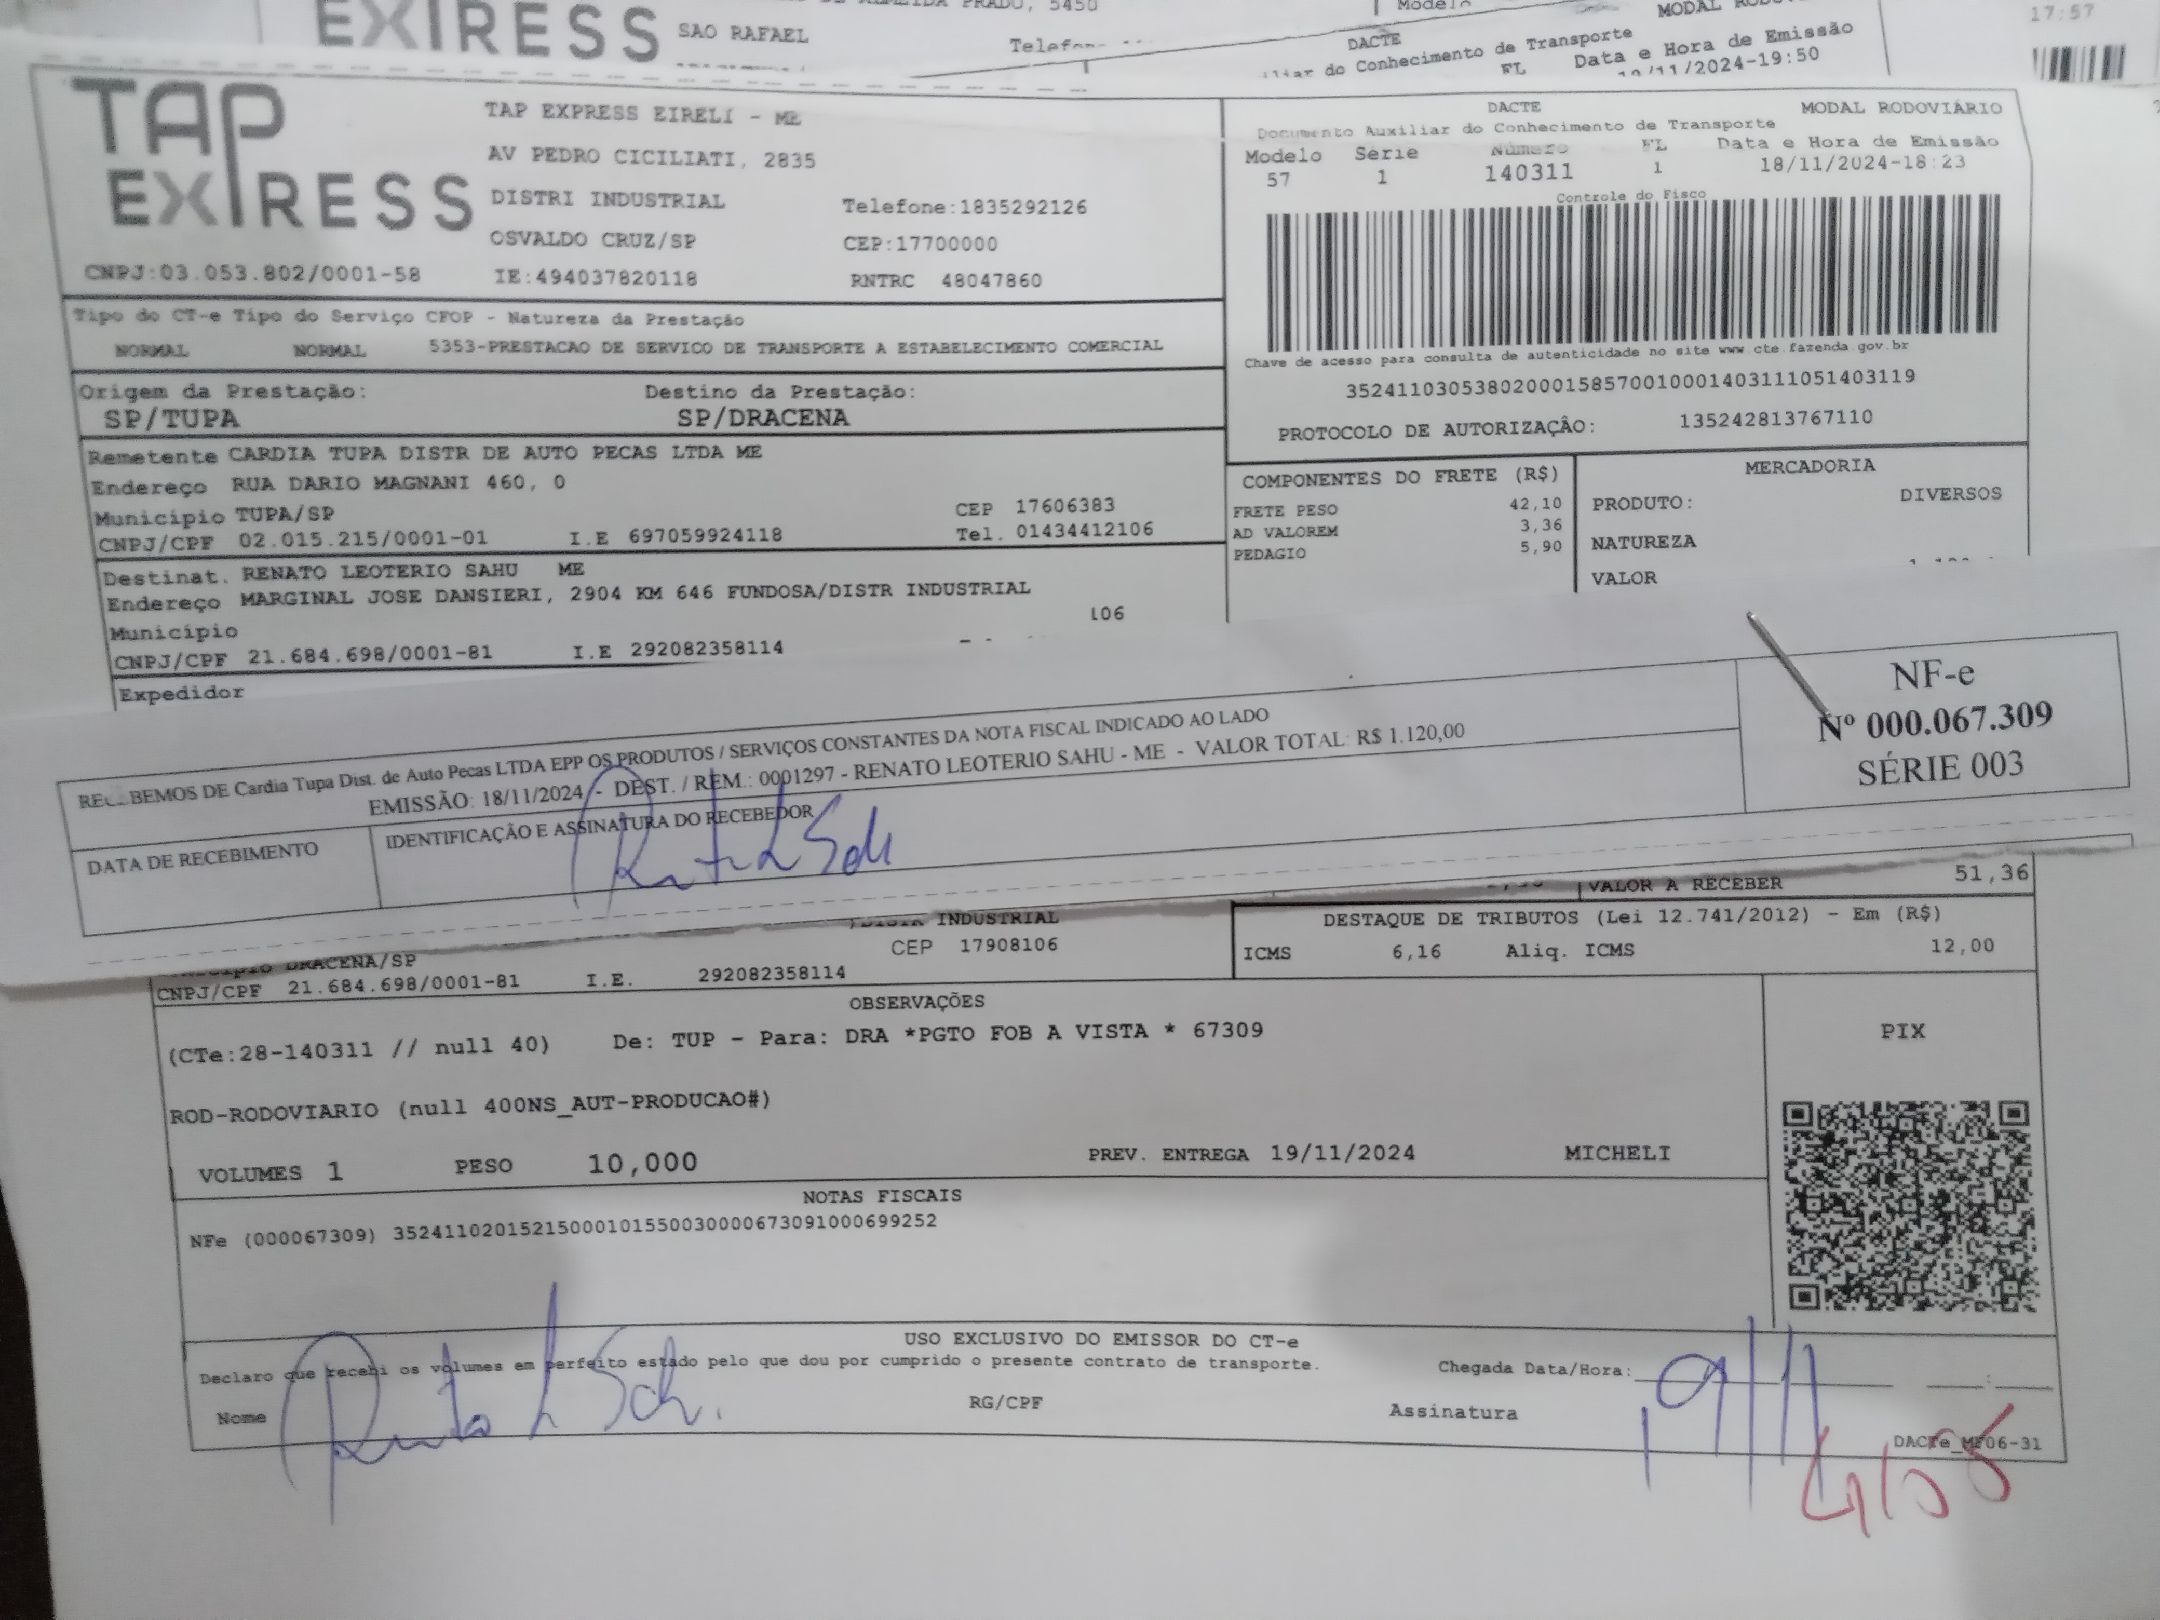 EXPRESS SAO RAFAEL
DACTE
do Conhecimento de Transporte
FL Data e Hora de Emissão
/11/2024-19:50
17:57
TAP EXPRESS
TAP EXPRESS EIRELI - ME
AV PEDRO CICILIATI, 2835
DISTRI INDUSTRIAL Telefone:1835292126
OSVALDO CRUZ/SP CEP:17700000
CNPJ:03.053.802/0001-58 IE:494037820118 RNTRC 48047860
DACTE MODAL RODOVIÁRIO
Documento Auxiliar do Conhecimento de Transporte
Modelo Série Número FL Data e Hora de Emissão
57 1 140311 1 18/11/2024-18:23
Controle do Fisco
Chave de acesso para consulta de autenticidade no site www.cte.fazenda.gov.br
35241103053802000158570010001403111051403119
PROTOCOLO DE AUTORIZAÇÃO: 135242813767110
Tipo do CT-e Tipo do Serviço CFOP - Natureza da Prestação
NORMAL NORMAL 5353-PRESTACAO DE SERVICO DE TRANSPORTE A ESTABELECIMENTO COMERCIAL
Origem da Prestação: Destino da Prestação:
SP/TUPA SP/DRACENA
Remetente CARDIA TUPA DISTR DE AUTO PECAS LTDA ME
Endereço RUA DARIO MAGNANI 460, 0
Município TUPA/SP CEP 17606383
CNPJ/CPF 02.015.215/0001-01 I.E 697059924118 Tel. 01434412106
Destinat. RENATO LEOTERIO SAHU ME
Endereço MARGINAL JOSE DANSIERI, 2904 KM 646 FUNDOSA/DISTR INDUSTRIAL
Município 106
CNPJ/CPF 21.684.698/0001-81 I.E 292082358114
Expedidor
COMPONENTES DO FRETE (R$)
FRETE PESO 42,10
AD VALOREM 3,36
PEDAGIO 5,90
MERCADORIA
PRODUTO: DIVERSOS
NATUREZA
VALOR
RECEBEMOS DE Cardia Tupa Dist. de Auto Pecas LTDA EPP OS PRODUTOS / SERVIÇOS CONSTANTES DA NOTA FISCAL INDICADO AO LADO
EMISSÃO: 18/11/2024 - DEST. / REM.: 0001297 - RENATO LEOTERIO SAHU - ME - VALOR TOTAL: R$ 1.120,00
DATA DE RECEBIMENTO IDENTIFICAÇÃO E ASSINATURA DO RECEBEDOR
NF-e
Nº 000.067.309
SÉRIE 003
VALOR A RECEBER 51,36
INDUSTRIAL
CEP 17908106
DRACENA/SP
CNPJ/CPF 21.684.698/0001-81 I.E. 292082358114
DESTAQUE DE TRIBUTOS (Lei 12.741/2012) - Em (R$)
ICMS 6,16 Aliq. ICMS 12,00
OBSERVAÇÕES
(CTe:28-140311 // null 40) De: TUP - Para: DRA *PGTO FOB A VISTA * 67309
ROD-RODOVIARIO (null 400NS_AUT-PRODUCAO#)
VOLUMES 1 PESO 10,000 PREV. ENTREGA 19/11/2024 MICHELI
PIX
NOTAS FISCAIS
NFe (000067309) 35241102015215000101550030000673091000699252
USO EXCLUSIVO DO EMISSOR DO CT-e
Declaro que recebi os volumes em perfeito estado pelo que dou por cumprido o presente contrato de transporte.
Chegada Data/Hora:
Nome RG/CPF Assinatura
19/11
DACTe_MF06-31